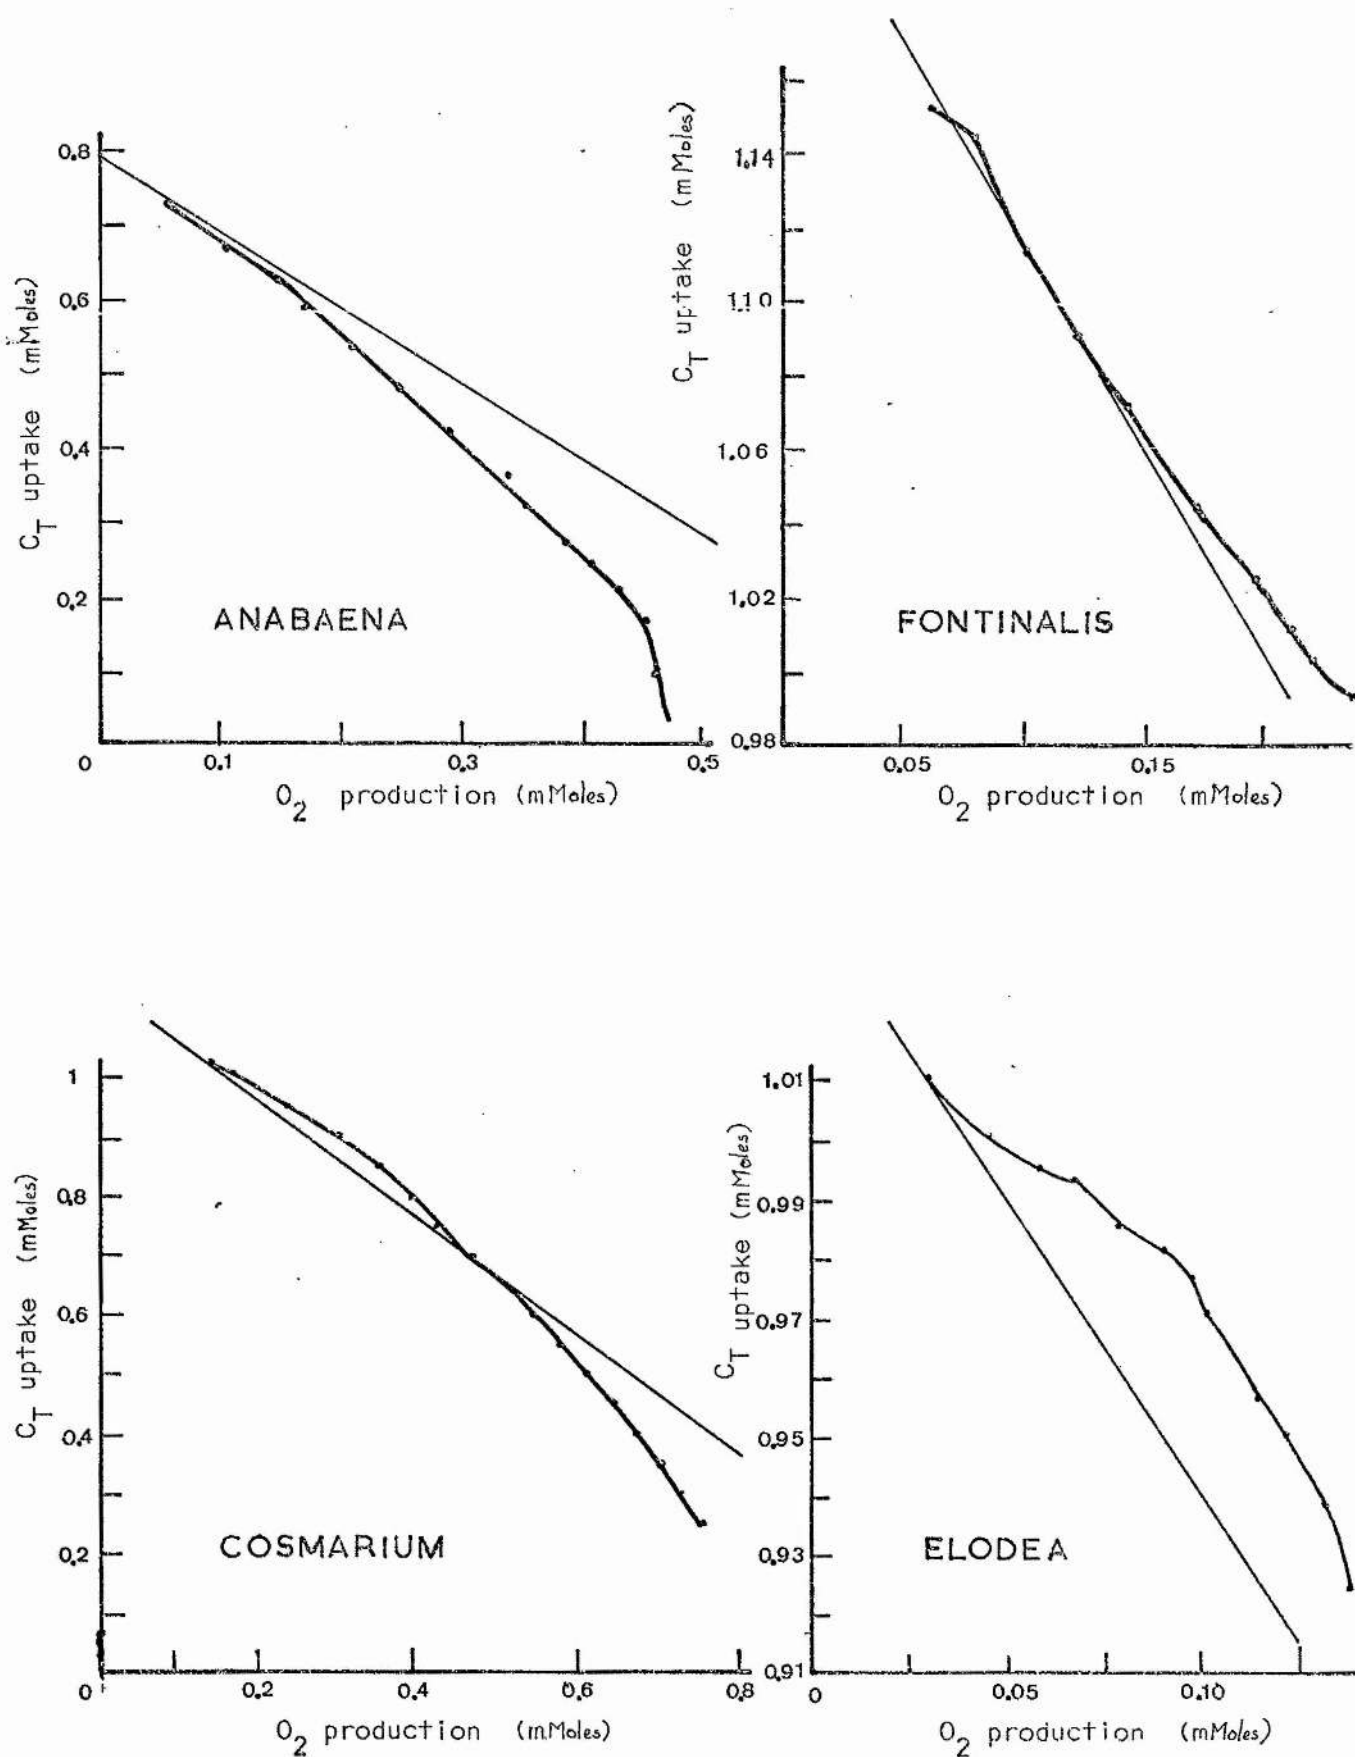 0.8
0.6
0.4
0.2
0
0.1
0.3
0.5
C_T uptake (mMoles)
ANABAENA
O_2 production (mMoles)
1.14
1.10
1.06
1.02
0.98
0.05
0.15
C_T uptake (mMoles)
FONTINALIS
O_2 production (mMoles)
1
0.8
0.6
0.4
0.2
0
0.2
0.4
0.6
0.8
C_T uptake (mMoles)
COSMARIUM
O_2 production (mMoles)
1.01
0.99
0.97
0.95
0.93
0.91
0
0.05
0.10
C_T uptake (mMoles)
ELODEA
O_2 production (mMoles)